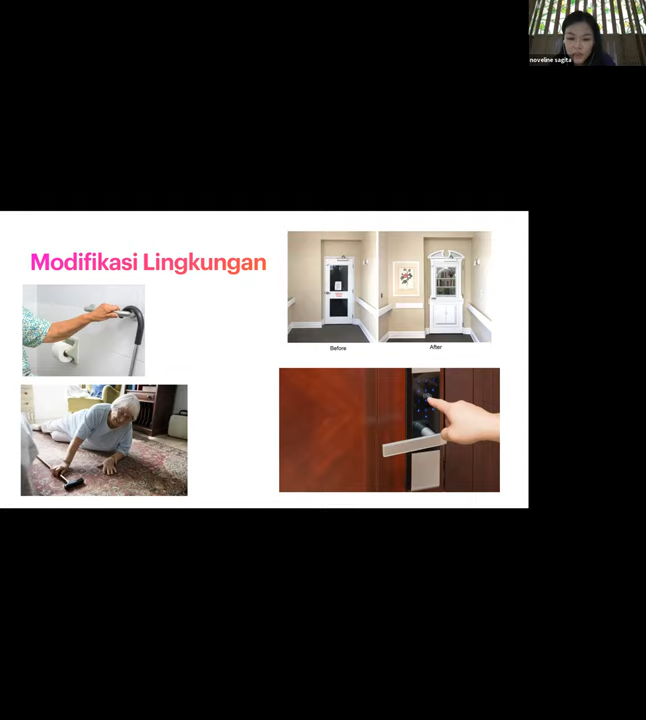 noveline sagita
Modifikasi Lingkungan
Before
After